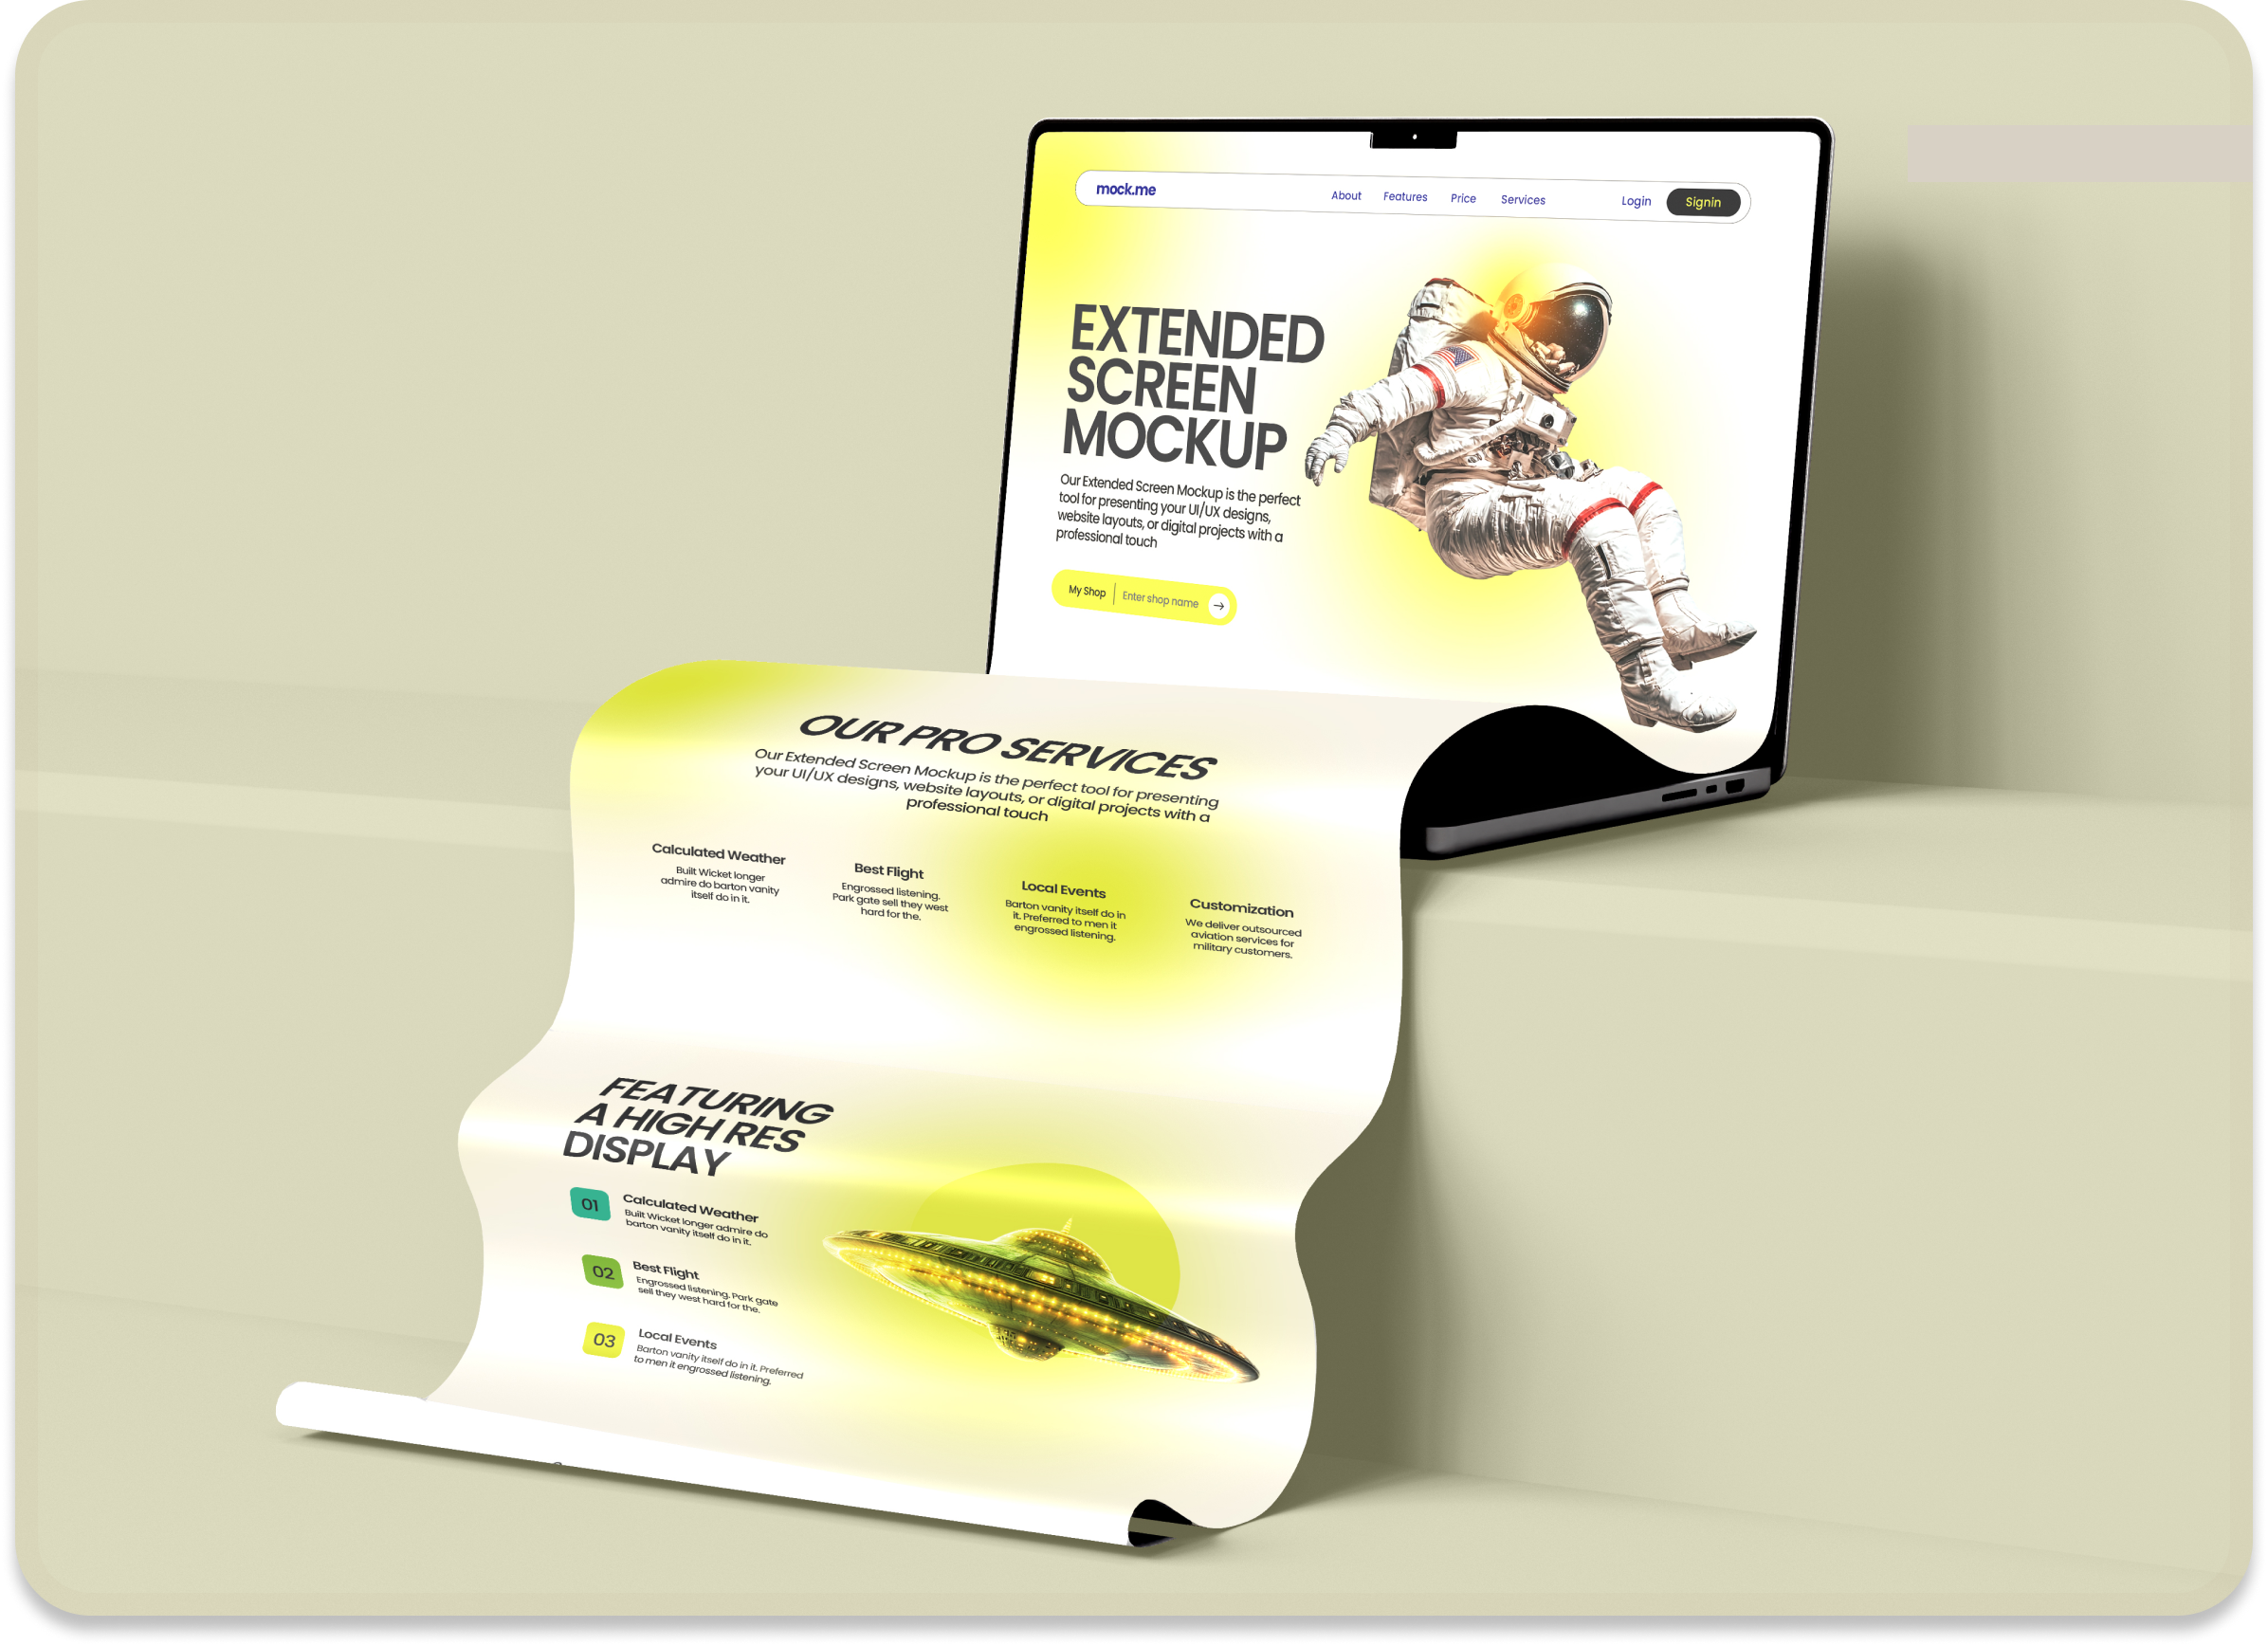 mock.me
About Features Price Services Login Signin
EXTENDED
SCREEN
MOCKUP
Our Extended Screen Mockup is the perfect
tool for presenting your UI/UX designs,
website layouts, or digital projects with a
professional touch
My Shop Enter shop name
OUR PRO SERVICES
Our Extended Screen Mockup is the perfect tool for presenting
your UI/UX designs, website layouts, or digital projects with a
professional touch
Calculated Weather
Built Wicket longer
admire do barton vanity
itself do in it.
Best Flight
Engrossed listening.
Park gate sell they west
hard for the.
Local Events
Barton vanity itself do in
it. Preferred to men it
engrossed listening.
Customization
We deliver outsourced
aviation services for
military customers.
FEATURING
A HIGH RES
DISPLAY
01
Calculated Weather
Built Wicket longer admire do
barton vanity itself do in it.
02
Best Flight
Engrossed listening. Park gate
sell they west hard for the.
03
Local Events
Barton vanity itself do in it. Preferred
to men it engrossed listening.